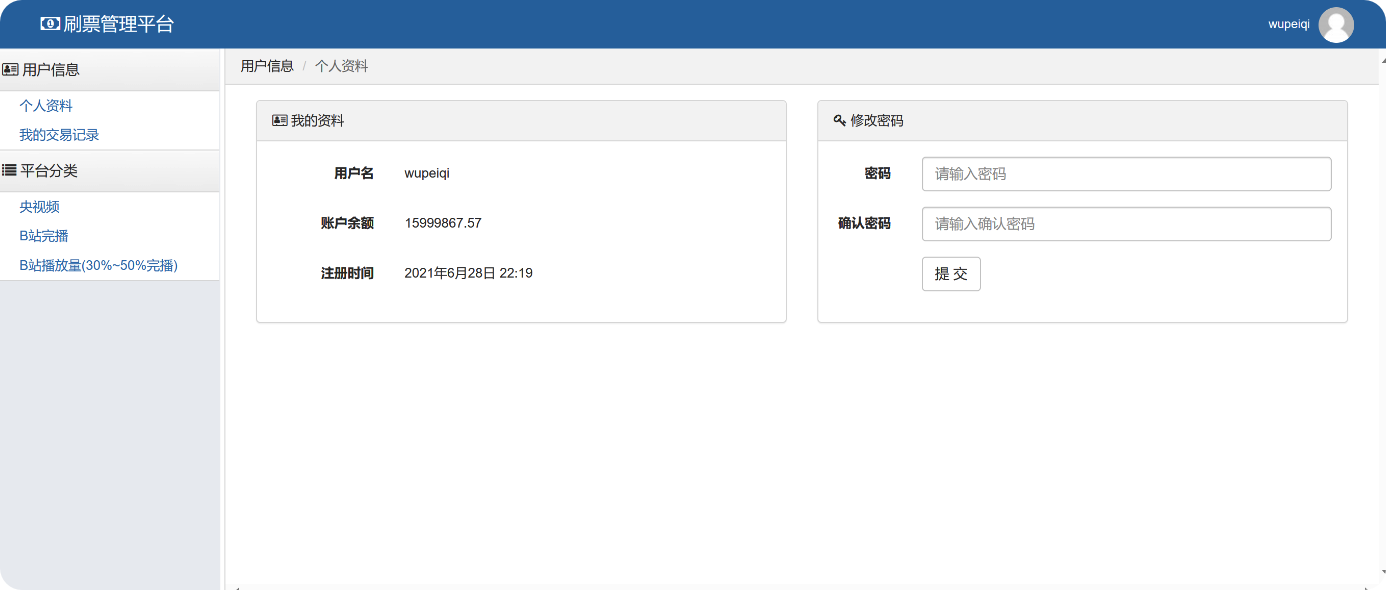 刷票管理平台
wupeiqi
用户信息
个人资料
我的交易记录
平台分类
央视频
B站完播
B站播放量(30%~50%完播)
用户信息 / 个人资料
我的资料
用户名 wupeiqi
账户余额 15999867.57
注册时间 2021年6月28日 22:19
修改密码
密码 请输入密码
确认密码 请输入确认密码
提 交